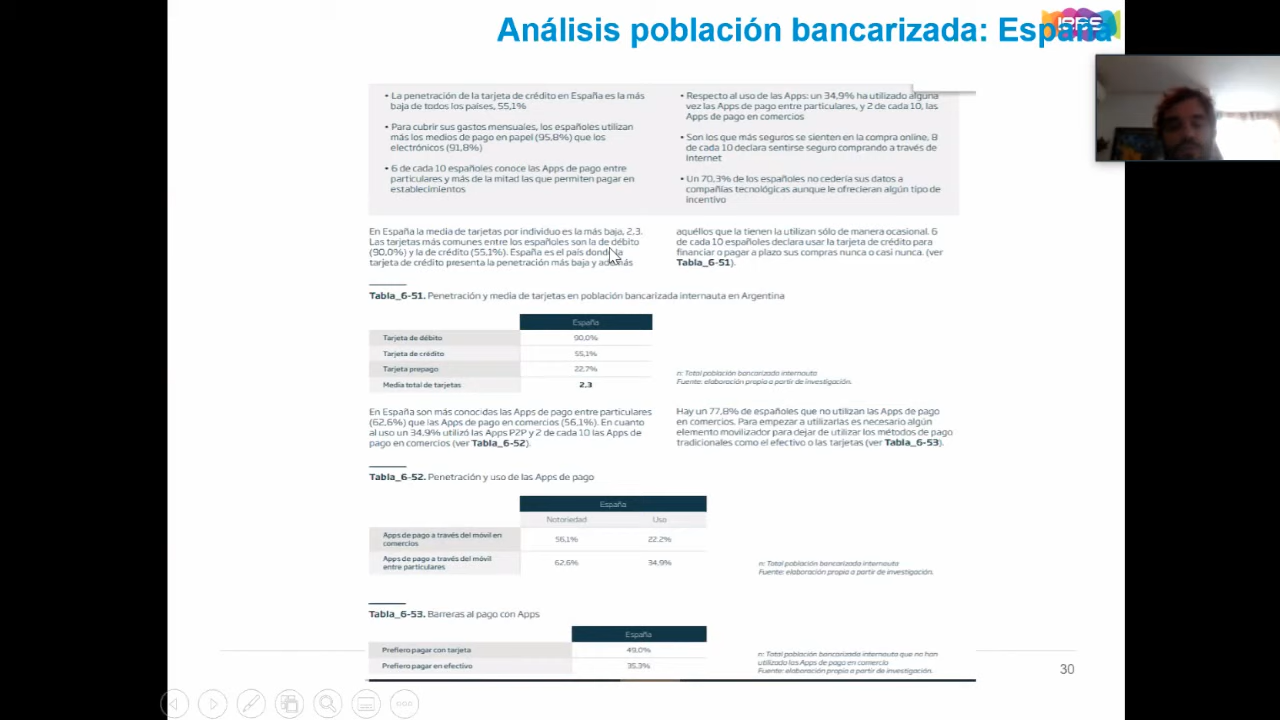 Análisis población bancarizada: España
• La penetración de la tarjeta de crédito en España es la más
baja de todos los países, 55,1%
• Para cubrir sus gastos mensuales, los españoles utilizan
más los medios de pago en papel (95,8%) que los
electrónicos (91,8%)
• 6 de cada 10 españoles conoce las Apps de pago entre
particulares y más de la mitad las que permiten pagar en
establecimientos
• Respecto al uso de las Apps: un 34,9% ha utilizado alguna
vez las Apps de pago entre particulares, y 2 de cada 10, las
Apps de pago en comercios
• Son los que más seguros se sienten en la compra online, 8
de cada 10 declara sentirse seguro comprando a través de
Internet
• Un 70,3% de los españoles no cedería sus datos a
compañías tecnológicas aunque le ofrecieran algún tipo de
incentivo
En España la media de tarjetas por individuo es la más baja, 2,3.
Las tarjetas más comunes entre los españoles son la de débito
(90,0%) y la de crédito (55,1%). España es el país donde la
tarjeta de crédito presenta la penetración más baja y además
aquéllos que la tienen la utilizan sólo de manera ocasional. 6
de cada 10 españoles declara usar la tarjeta de crédito para
financiar o pagar a plazo sus compras nunca o casi nunca. (ver
Tabla_6-51).
Tabla_6-51. Penetración y media de tarjetas en población bancarizada internauta en Argentina
España
Tarjeta de débito 90,0%
Tarjeta de crédito 55,1%
Tarjeta prepago 22,7%
Media total de tarjetas 2,3
n: Total población bancarizada internauta
Fuente: elaboración propia a partir de investigación.
En España son más conocidas las Apps de pago entre particulares
(62,6%) que las Apps de pago en comercios (56,1%). En cuanto
al uso un 34,9% utilizó las Apps P2P y 2 de cada 10 las Apps de
pago en comercios (ver Tabla_6-52).
Hay un 77,8% de españoles que no utilizan las Apps de pago
en comercios. Para empezar a utilizarlas es necesario algún
elemento movilizador para dejar de utilizar los métodos de pago
tradicionales como el efectivo o las tarjetas (ver Tabla_6-53).
Tabla_6-52. Penetración y uso de las Apps de pago
España
Notoriedad Uso
Apps de pago a través del móvil en
comercios 56,1% 22,2%
Apps de pago a través del móvil
entre particulares 62,6% 34,9%
n: Total población bancarizada internauta
Fuente: elaboración propia a partir de investigación.
Tabla_6-53. Barreras al pago con Apps
España
Prefiero pagar con tarjeta 49,0%
Prefiero pagar en efectivo 35,3%
n: Total población bancarizada internauta que no han
utilizado las Apps de pago en comercio
Fuente: elaboración propia a partir de investigación.
30